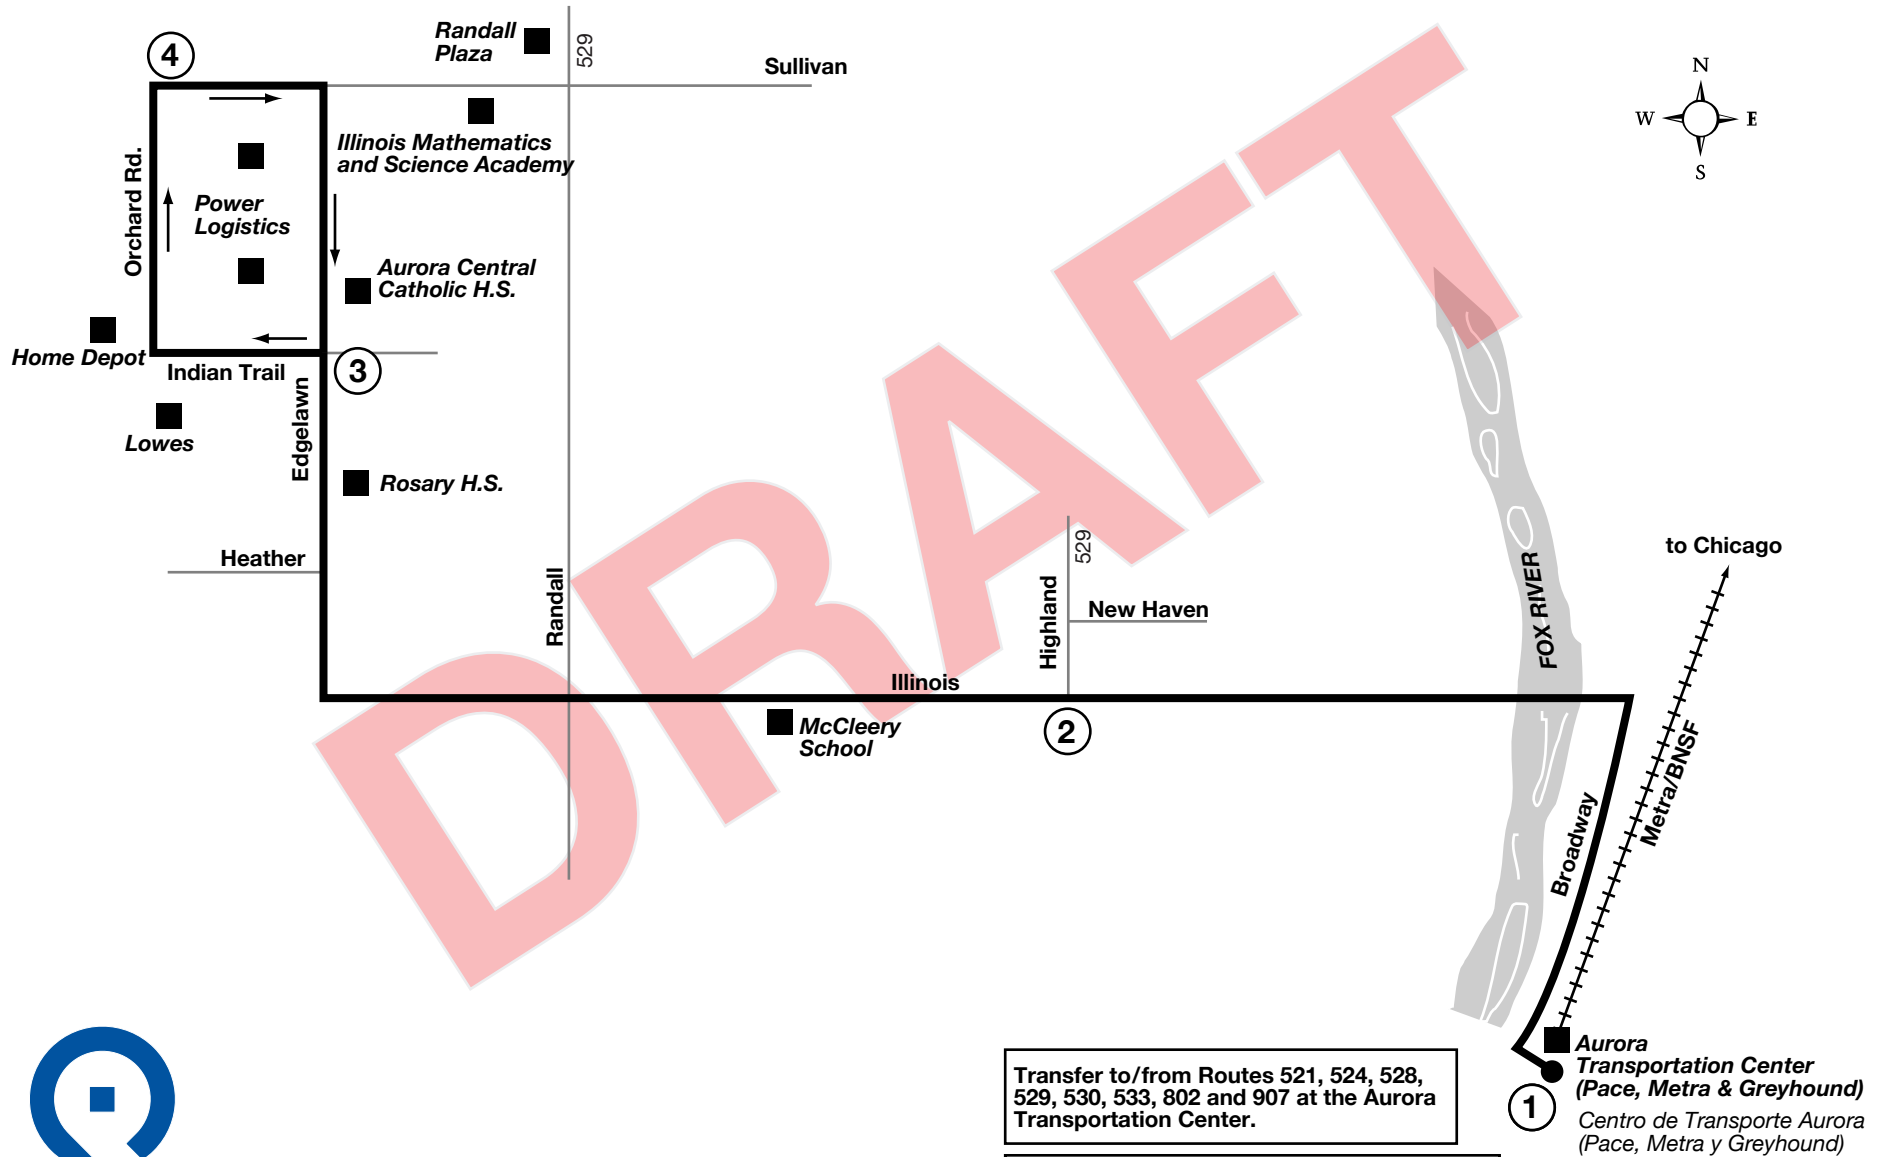 Randall
Plaza
529
4
Sullivan
N
W
E
S
Illinois Mathematics
and Science Academy
Orchard Rd.
Power
Logistics
Aurora Central
Catholic H.S.
Home Depot
Indian Trail
3
Lowes
Edgelawn
Rosary H.S.
Heather
Randall
529
Highland
New Haven
FOX RIVER
to Chicago
Illinois
McCleery
School
2
Metra/BNSF
Broadway
DRAFT
Aurora
Transportation Center
(Pace, Metra & Greyhound)
1
Centro de Transporte Aurora
(Pace, Metra y Greyhound)
Transfer to/from Routes 521, 524, 528,
529, 530, 533, 802 and 907 at the Aurora
Transportation Center.